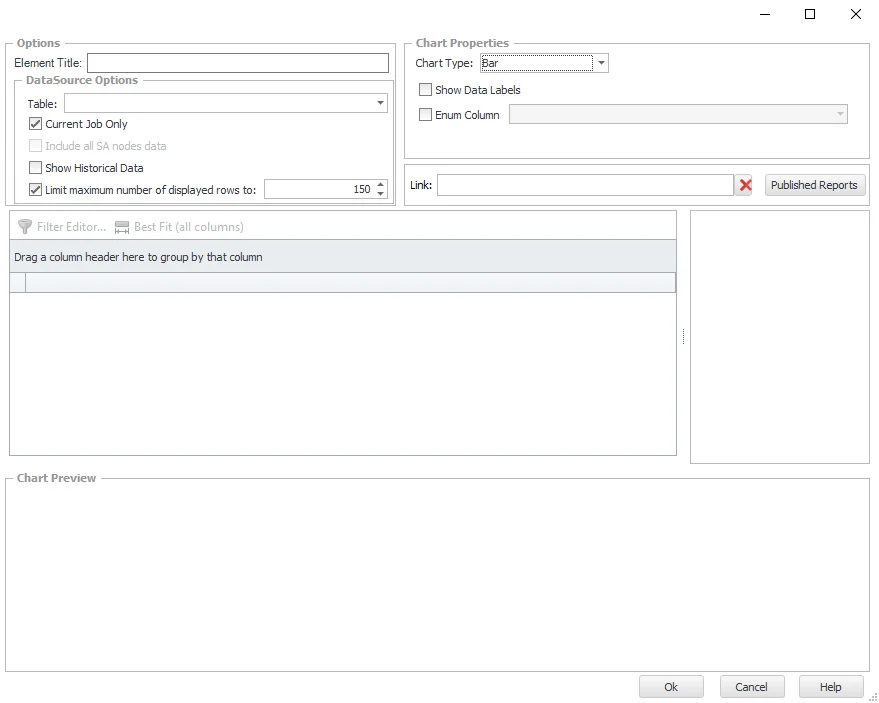 Options
Element Title:
DataSource Options
Table:
Current Job Only
Include all SA nodes data
Show Historical Data
Limit maximum number of displayed rows to: 150
Chart Properties
Chart Type: Bar
Show Data Labels
Enum Column
Link: Published Reports
Filter Editor... Best Fit (all columns)
Drag a column header here to group by that column
Chart Preview
Ok Cancel Help